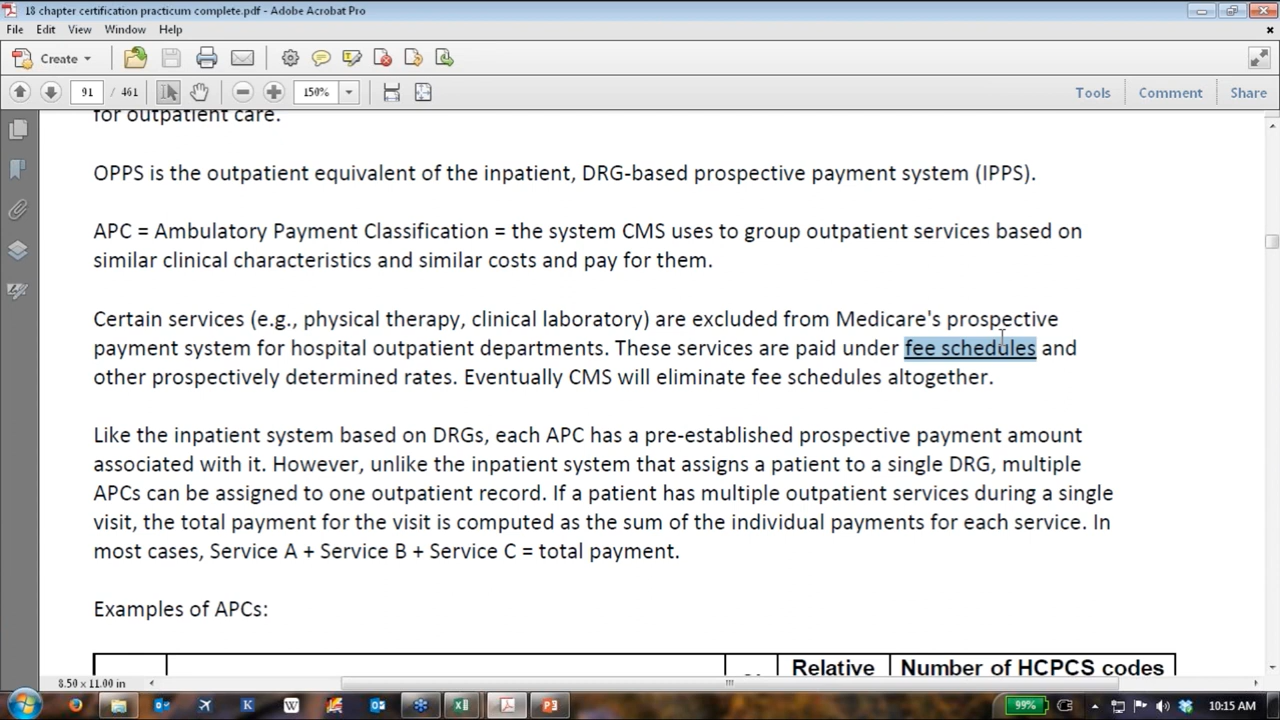 18 chapter certification practicum complete.pdf - Adobe Acrobat Pro
File Edit View Window Help
Create
91 / 461 150% Tools Comment Share
for outpatient care.
OPPS is the outpatient equivalent of the inpatient, DRG-based prospective payment system (IPPS).
APC = Ambulatory Payment Classification = the system CMS uses to group outpatient services based on
similar clinical characteristics and similar costs and pay for them.
Certain services (e.g., physical therapy, clinical laboratory) are excluded from Medicare's prospective
payment system for hospital outpatient departments. These services are paid under fee schedules and
other prospectively determined rates. Eventually CMS will eliminate fee schedules altogether.
Like the inpatient system based on DRGs, each APC has a pre-established prospective payment amount
associated with it. However, unlike the inpatient system that assigns a patient to a single DRG, multiple
APCs can be assigned to one outpatient record. If a patient has multiple outpatient services during a single
visit, the total payment for the visit is computed as the sum of the individual payments for each service. In
most cases, Service A + Service B + Service C = total payment.
Examples of APCs:
Relative Number of HCPCS codes
8.50 x 11.00 in
99% 10:15 AM